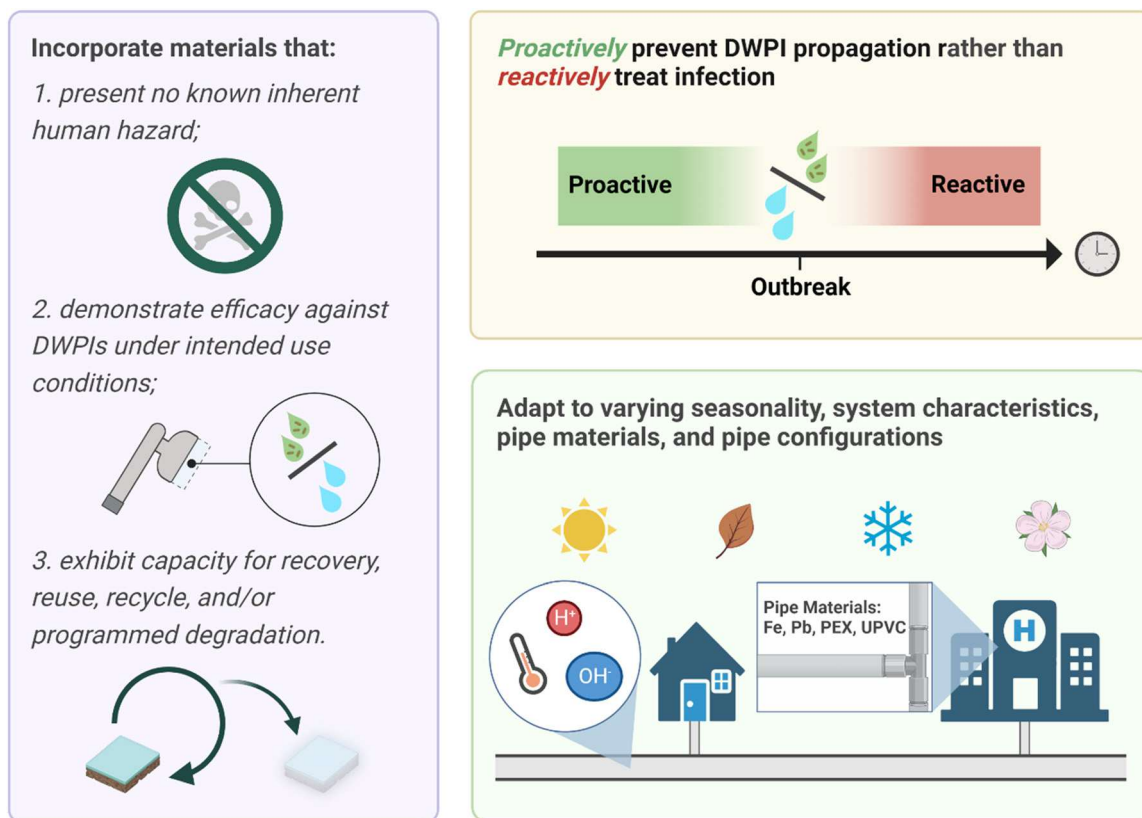 Incorporate materials that:
1. present no known inherent
human hazard;
2. demonstrate efficacy against
DWPIs under intended use
conditions;
3. exhibit capacity for recovery,
reuse, recycle, and/or
programmed degradation.
Proactively prevent DWPI propagation rather than
reactively treat infection
Proactive
Reactive
Outbreak
Adapt to varying seasonality, system characteristics,
pipe materials, and pipe configurations
H⁺
OH⁻
Pipe Materials:
Fe, Pb, PEX, UPVC
H